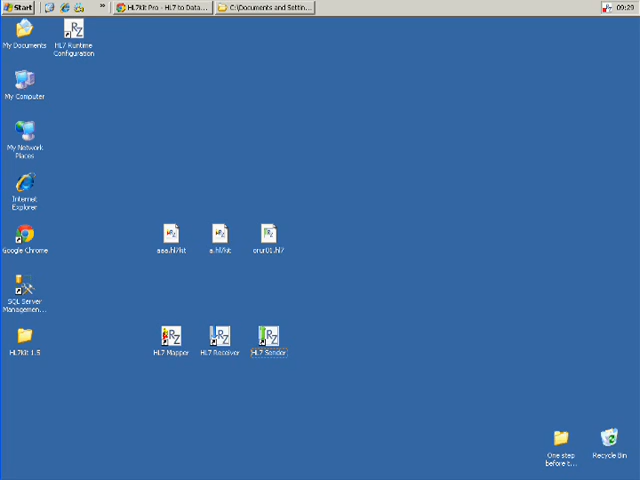 Start
»
HL7Kit Pro - HL7 to Data...
C:\Documents and Settin...
09:29
My Documents
HL7 Runtime
Configuration
My Computer
My Network
Places
Internet
Explorer
Google Chrome
aaa.hl7kit
a.hl7kit
orur01.hl7
SQL Server
Managemen...
HL7Kit 1.5
HL7 Mapper
HL7 Receiver
HL7 Sender
One step
before t...
Recycle Bin